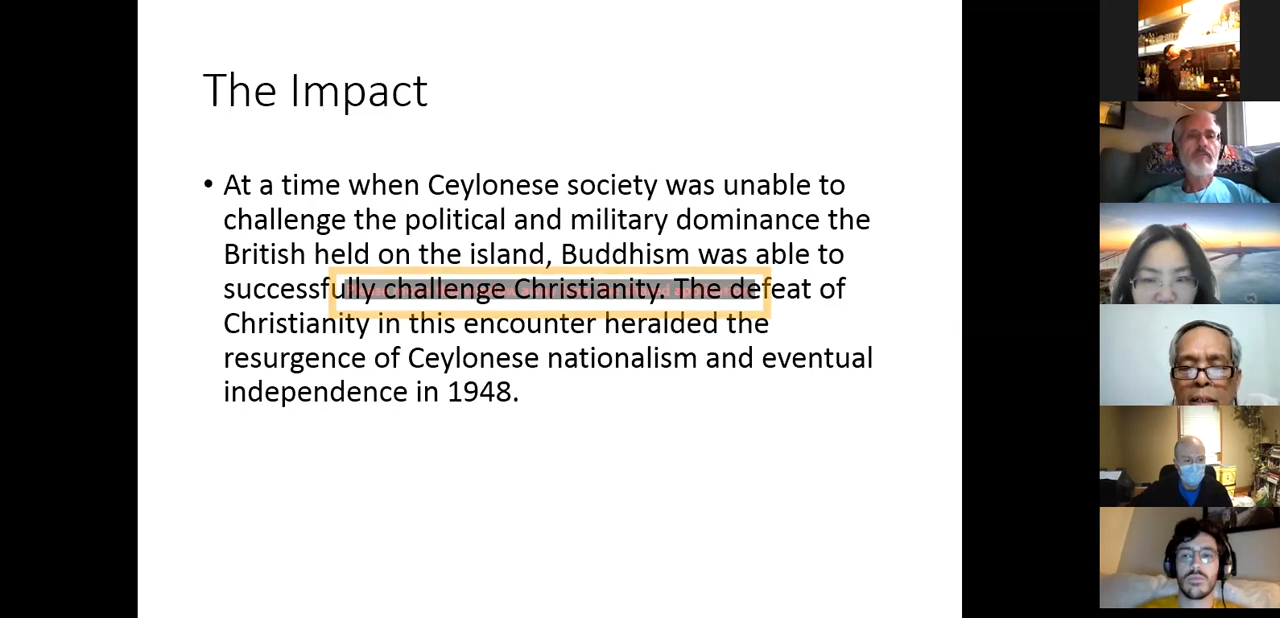 The Impact
• At a time when Ceylonese society was unable to
challenge the political and military dominance the
British held on the island, Buddhism was able to
successfully challenge Christianity. The defeat of
Christianity in this encounter heralded the
resurgence of Ceylonese nationalism and eventual
independence in 1948.